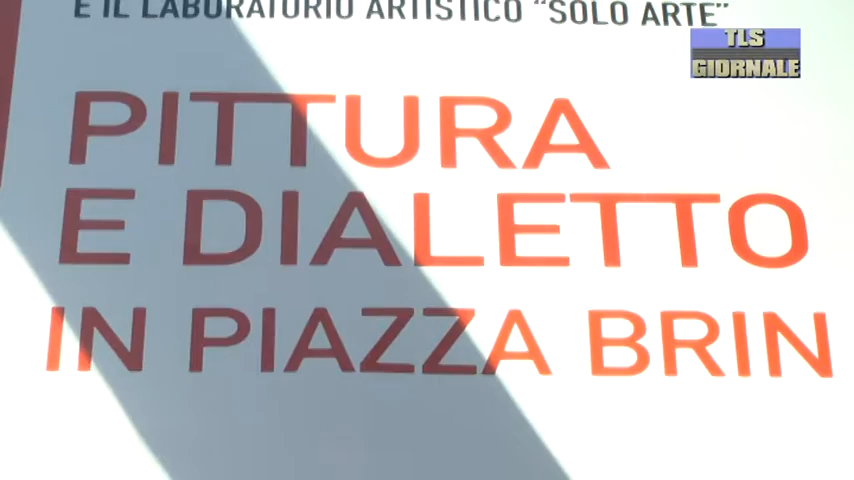 E IL LABORATORIO ARTISTICO “SOLO ARTE”
TLS
GIORNALE
PITTURA
E DIALETTO
IN PIAZZA BRIN